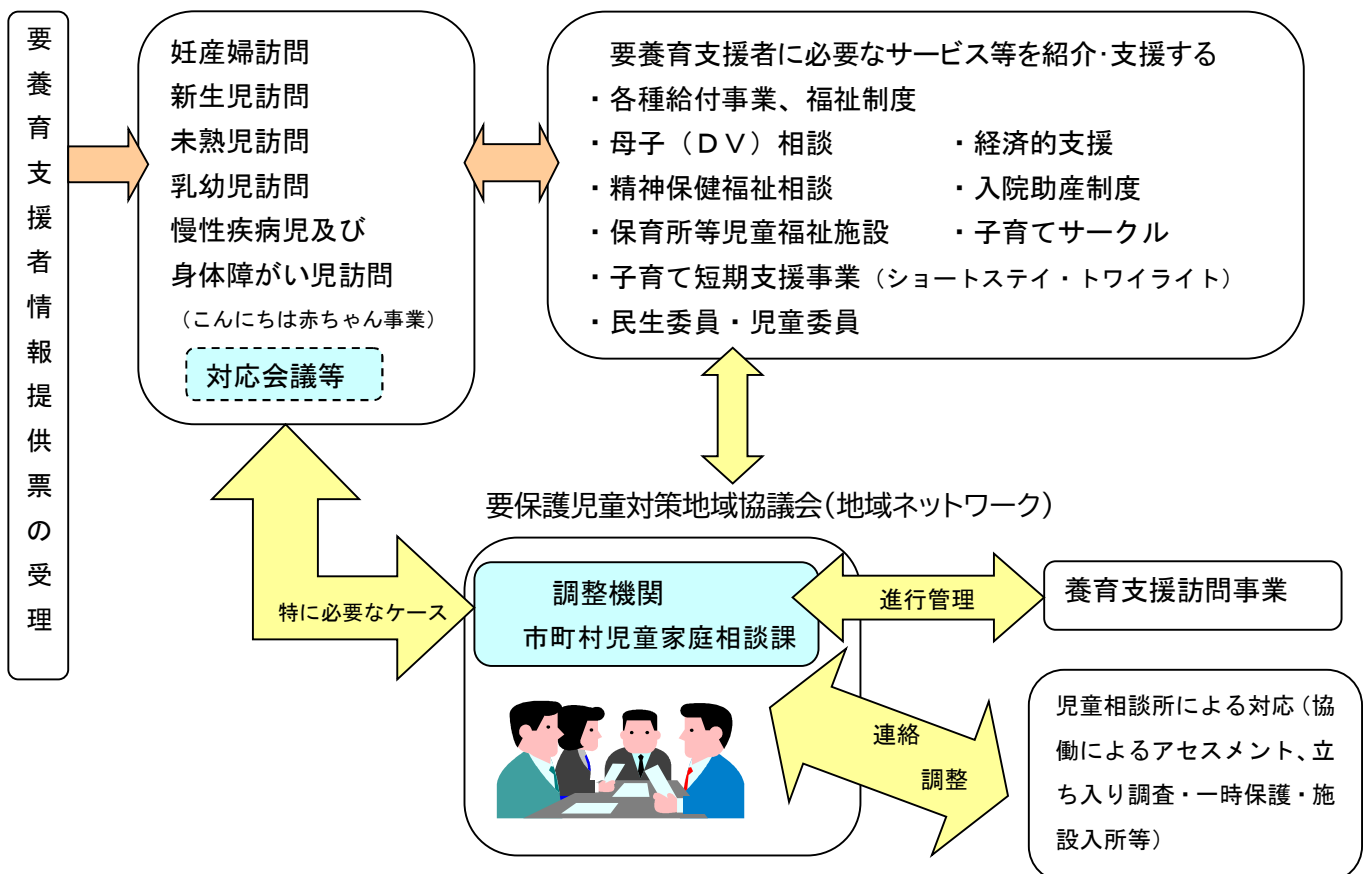 要養育支援者情報提供票の受理
妊産婦訪問
新生児訪問
未熟児訪問
乳幼児訪問
慢性疾病児及び
身体障がい児訪問
（こんにちは赤ちゃん事業）
対応会議等
要養育支援者に必要なサービス等を紹介・支援する
・各種給付事業、福祉制度
・母子（ＤＶ）相談　・経済的支援
・精神保健福祉相談　・入院助産制度
・保育所等児童福祉施設　・子育てサークル
・子育て短期支援事業（ショートステイ・トワイライト）
・民生委員・児童委員
要保護児童対策地域協議会（地域ネットワーク）
特に必要なケース
調整機関
市町村児童家庭相談課
進行管理
養育支援訪問事業
連絡
調整
児童相談所による対応（協
働によるアセスメント、立
ち入り調査・一時保護・施
設入所等）